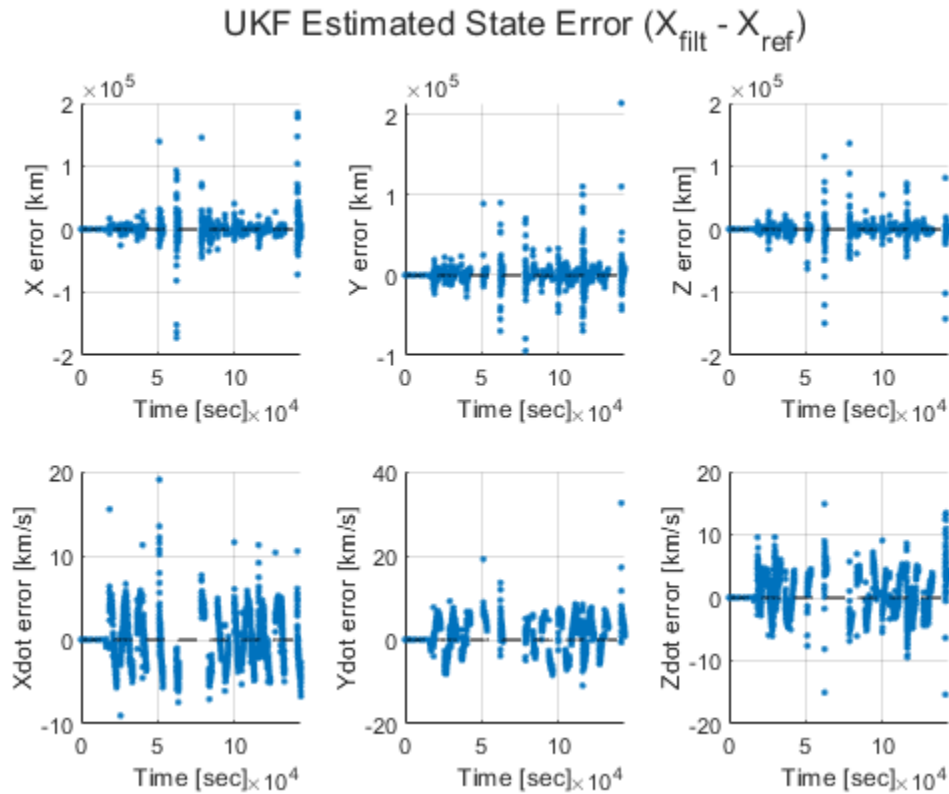 UKF Estimated State Error (X_filt - X_ref)
×10^5
2
1
0
-1
-2
X error [km]
0 5 10
Time [sec] ×10^4
×10^5
2
1
0
-1
Y error [km]
0 5 10
Time [sec] ×10^4
×10^5
2
1
0
-1
-2
Z error [km]
0 5 10
Time [sec] ×10^4
20
10
0
-10
Xdot error [km/s]
0 5 10
Time [sec] ×10^4
40
20
0
-20
Ydot error [km/s]
0 5 10
Time [sec] ×10^4
20
10
0
-10
-20
Zdot error [km/s]
0 5 10
Time [sec] ×10^4